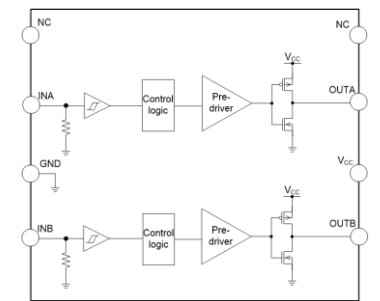 NC
NC
INA
Control
logic
Pre-
driver
VCC
OUTA
GND
VCC
INB
Control
logic
Pre-
driver
VCC
OUTB